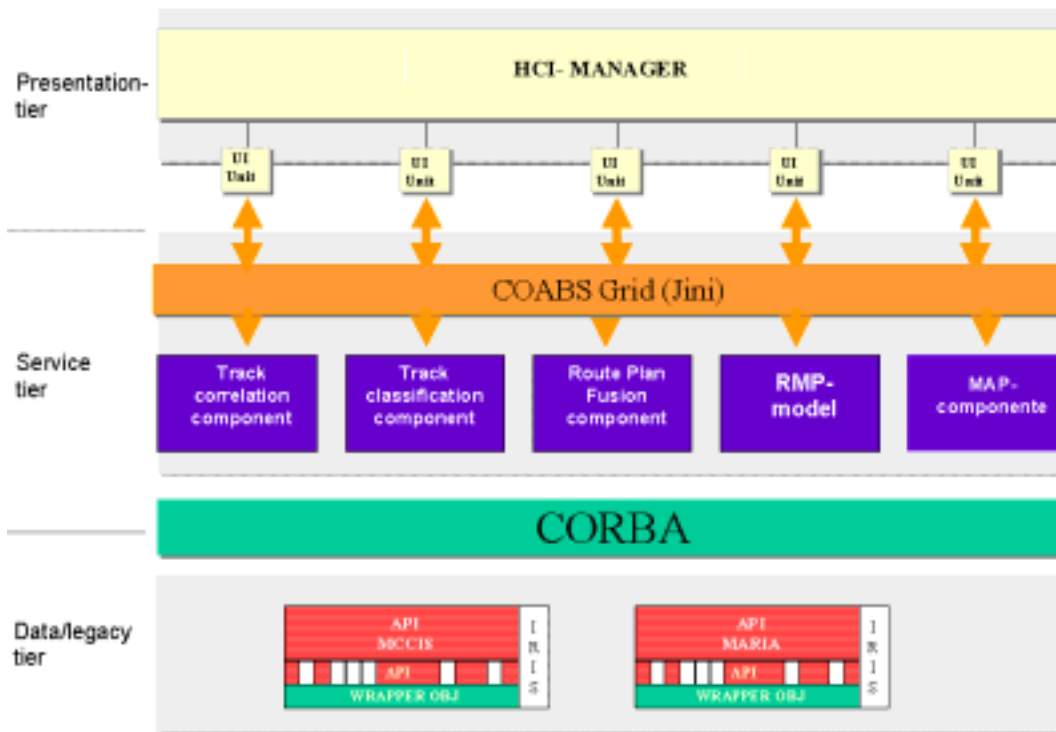 Presentation-
tier
HCI- MANAGER
UI
Unit
UI
Unit
UI
Unit
UI
Unit
UI
Unit
COABS Grid (Jini)
Service
tier
Track
correlation
component
Track
classification
component
Route Plan
Fusion
component
RMP-
model
MAP-
componente
CORBA
Data/legacy
tier
API
MCCIS
API
WRAPPER OBJ
I
R
I
S
API
MARIA
API
WRAPPER OBJ
I
R
I
S